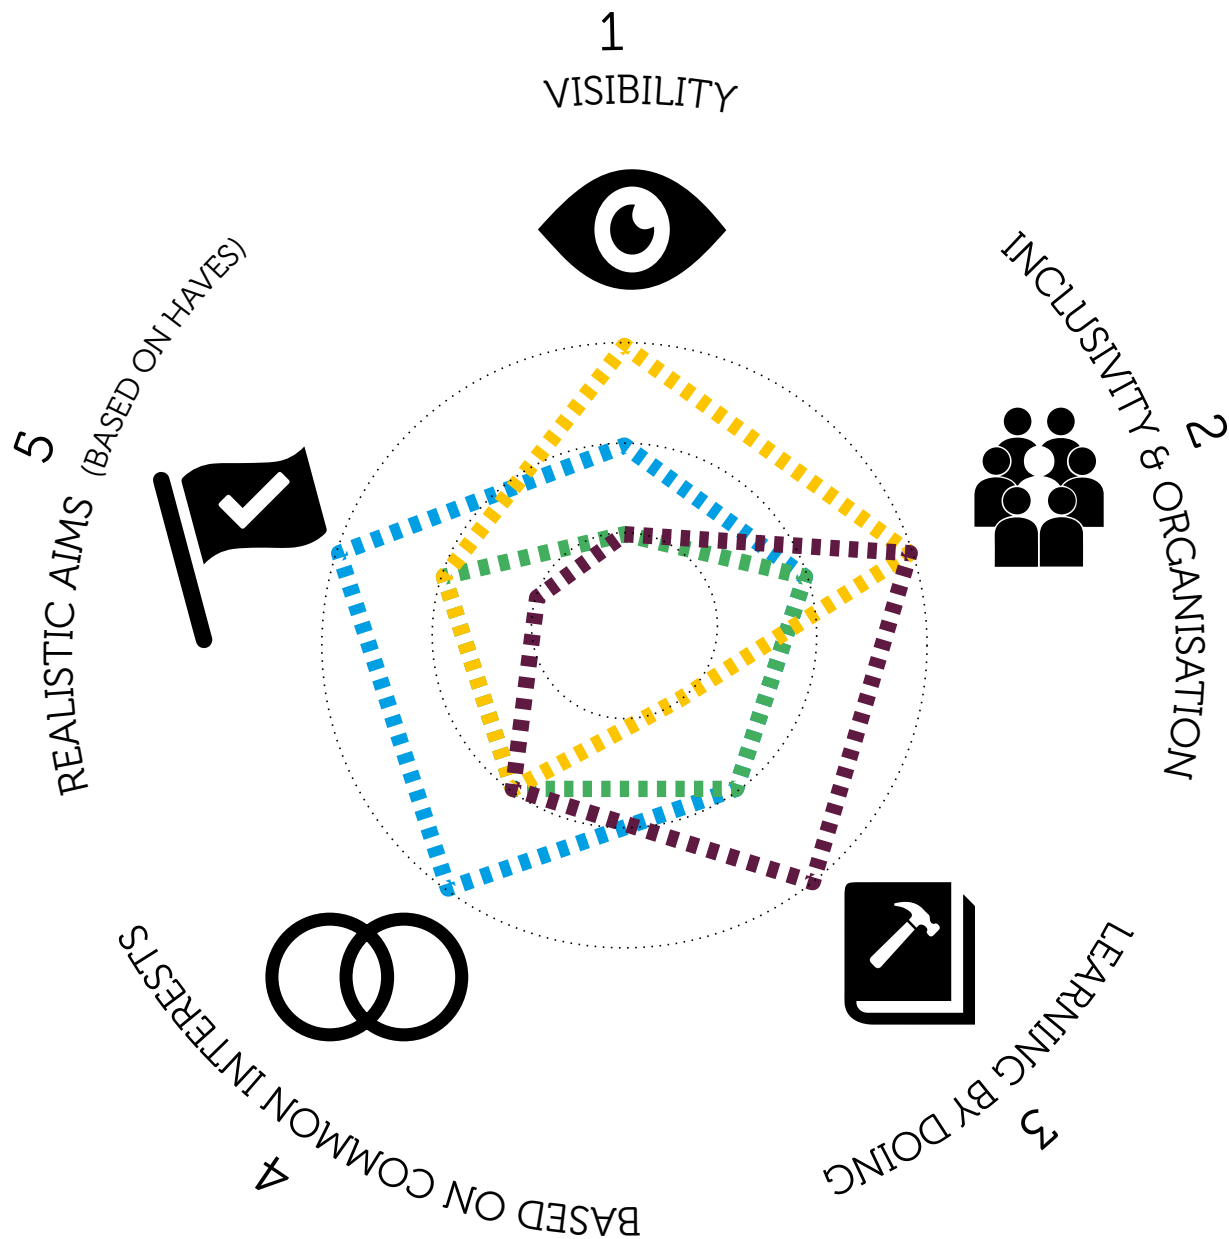 1
VISIBILITY
2
INCLUSIVITY & ORGANISATION
3
LEARNING BY DOING
4
BASED ON COMMON INTERESTS
5
REALISTIC AIMS (BASED ON HAVES)